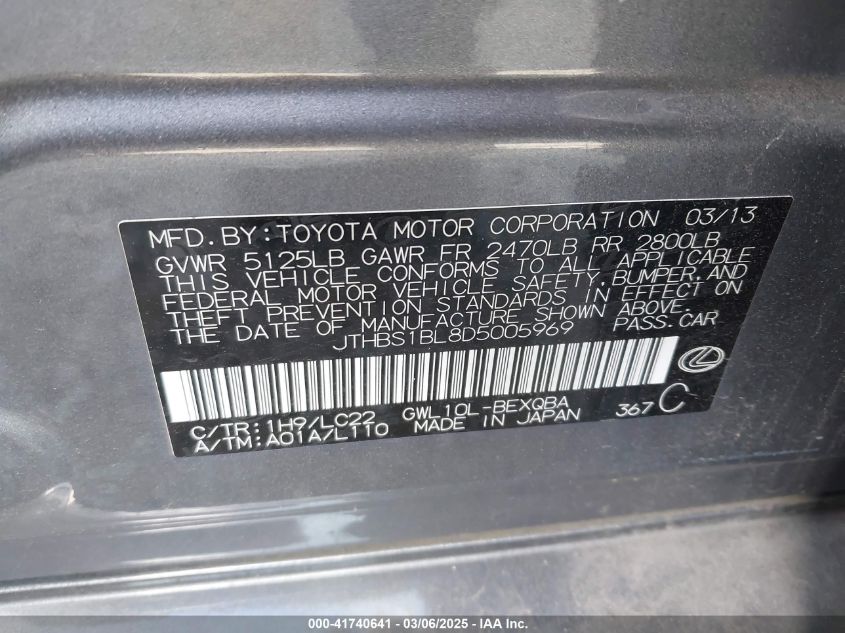 MFD. BY: TOYOTA MOTOR CORPORATION 03/13
GVWR 5125LB GAWR FR 2470LB RR 2800LB
THIS VEHICLE CONFORMS TO ALL APPLICABLE
FEDERAL MOTOR VEHICLE SAFETY, BUMPER, AND
THEFT PREVENTION STANDARDS IN EFFECT ON
THE DATE OF MANUFACTURE SHOWN ABOVE.
JTHBS1BL8D5005969 PASS. CAR
C/TR: 1H9/LC22 GWL10L-BEXQBA
A/TM: A01A/L110 MADE IN JAPAN 367 C
000-41740641 — 03/06/2025 — IAA, Inc.